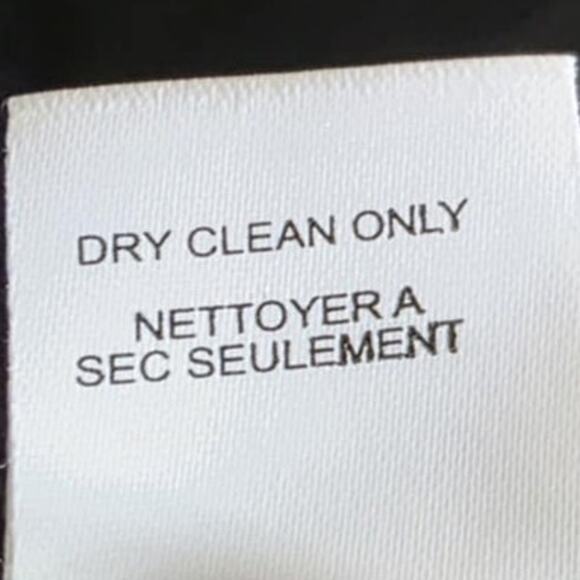 DRY CLEAN ONLY
NETTOYER A
SEC SEULEMENT